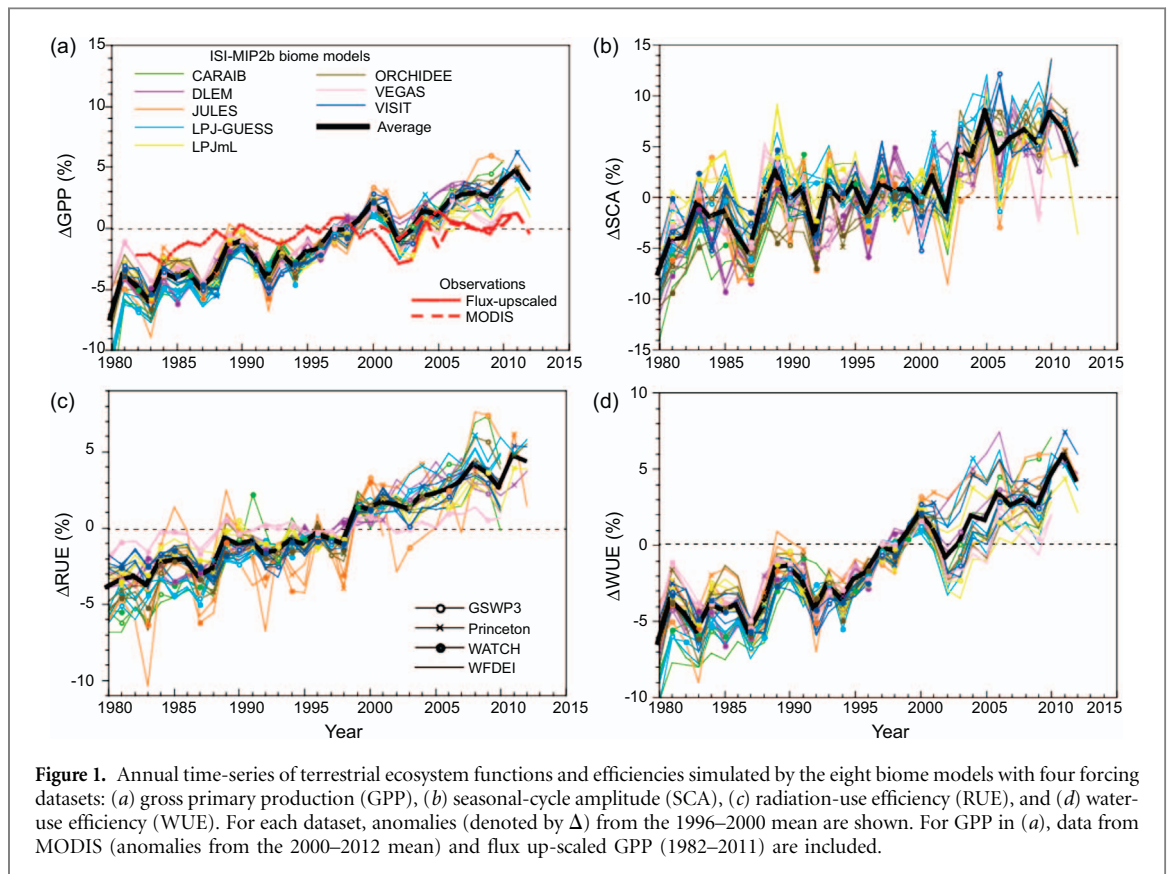 (a)
15
10
5
0
-5
-10
ΔGPP (%)
ISI-MIP2b biome models
CARAIB
DLEM
JULES
LPJ-GUESS
LPJmL
ORCHIDEE
VEGAS
VISIT
Average
Observations
Flux-upscaled
MODIS
1980 1985 1990 1995 2000 2005 2010 2015
(b)
15
10
5
0
-5
-10
-15
ΔSCA (%)
1980 1985 1990 1995 2000 2005 2010 2015
(c)
5
0
-5
-10
ΔRUE (%)
GSWP3
Princeton
WATCH
WFDEI
1980 1985 1990 1995 2000 2005 2010 2015
Year
(d)
10
5
0
-5
-10
ΔWUE (%)
1980 1985 1990 1995 2000 2005 2010 2015
Year
Figure 1. Annual time-series of terrestrial ecosystem functions and efficiencies simulated by the eight biome models with four forcing
datasets: (a) gross primary production (GPP), (b) seasonal-cycle amplitude (SCA), (c) radiation-use efficiency (RUE), and (d) water-
use efficiency (WUE). For each dataset, anomalies (denoted by Δ) from the 1996–2000 mean are shown. For GPP in (a), data from
MODIS (anomalies from the 2000–2012 mean) and flux up-scaled GPP (1982–2011) are included.